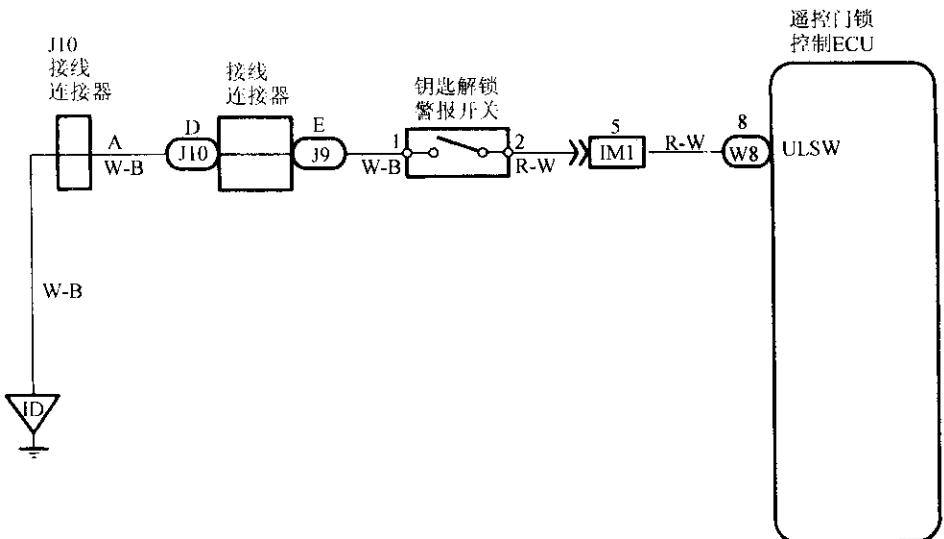 J10
接线
连接器
A
W-B
W-B
ID
D
J10
接线
连接器
E
J9
钥匙解锁
警报开关
1
W-B
2
R-W
5
IM1
R-W
8
W8
ULSW
遥控门锁
控制ECU